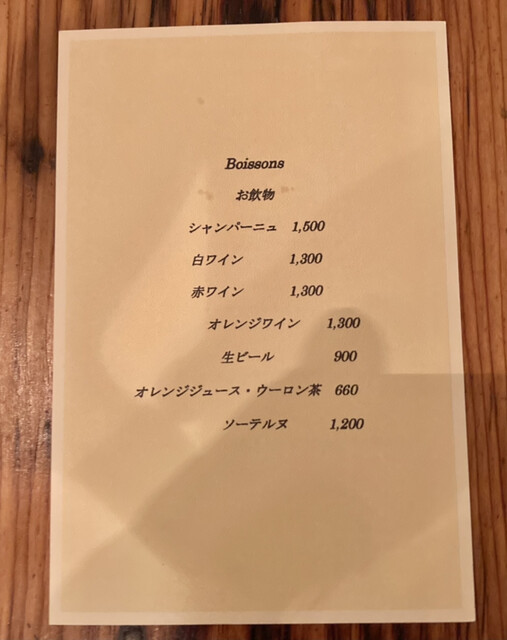 Boissons
お飲物
シャンパーニュ 1,500
白ワイン 1,300
赤ワイン 1,300
オレンジワイン 1,300
生ビール 900
オレンジジュース・ウーロン茶 660
ソーテルヌ 1,200